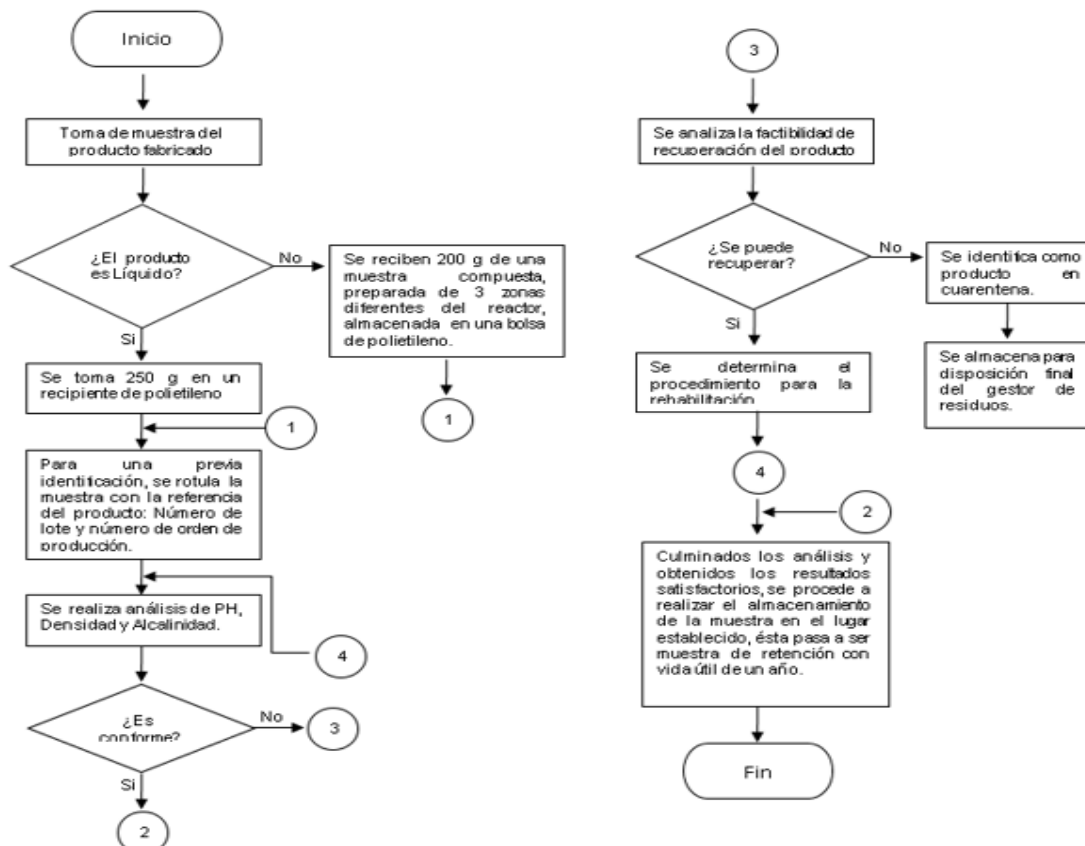 Inicio
Toma de muestra del
producto fabricado
¿El producto
es Líquido?
No
Se reciben 200 g de una
muestra compuesta,
preparada de 3 zonas
diferentes del reactor,
almacenada en una bolsa
de polietileno.
1
Si
Se toma 250 g en un
recipiente de polietileno
1
Para una previa
identificación, se rotula la
muestra con la referencia
del producto: Número de
lote y número de orden de
producción.
Se realiza análisis de PH,
Densidad y Alcalinidad.
4
¿Es
conforme?
No
3
Si
2
3
Se analiza la factibilidad de
recuperación del producto
¿Se puede
recuperar?
No
Se identifica como
producto en
cuarentena.
Se almacena para
disposición final
del gestor de
residuos.
Si
Se determina el
procedimiento para la
rehabilitación
4
2
Culminados los análisis y
obtenidos los resultados
satisfactorios, se procede a
realizar el almacenamiento
de la muestra en el lugar
establecido, ésta pasa a ser
muestra de retención con
vida útil de un año.
Fin